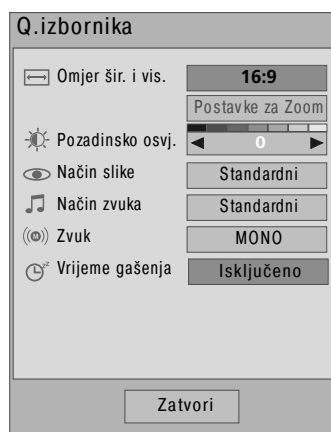 Q.izbornika
Omjer šir. i vis. 16:9
Postavke za Zoom
Pozadinsko osvj. 0
Način slike Standardni
Način zvuka Standardni
Zvuk MONO
Vrijeme gašenja Isključeno
Zatvori